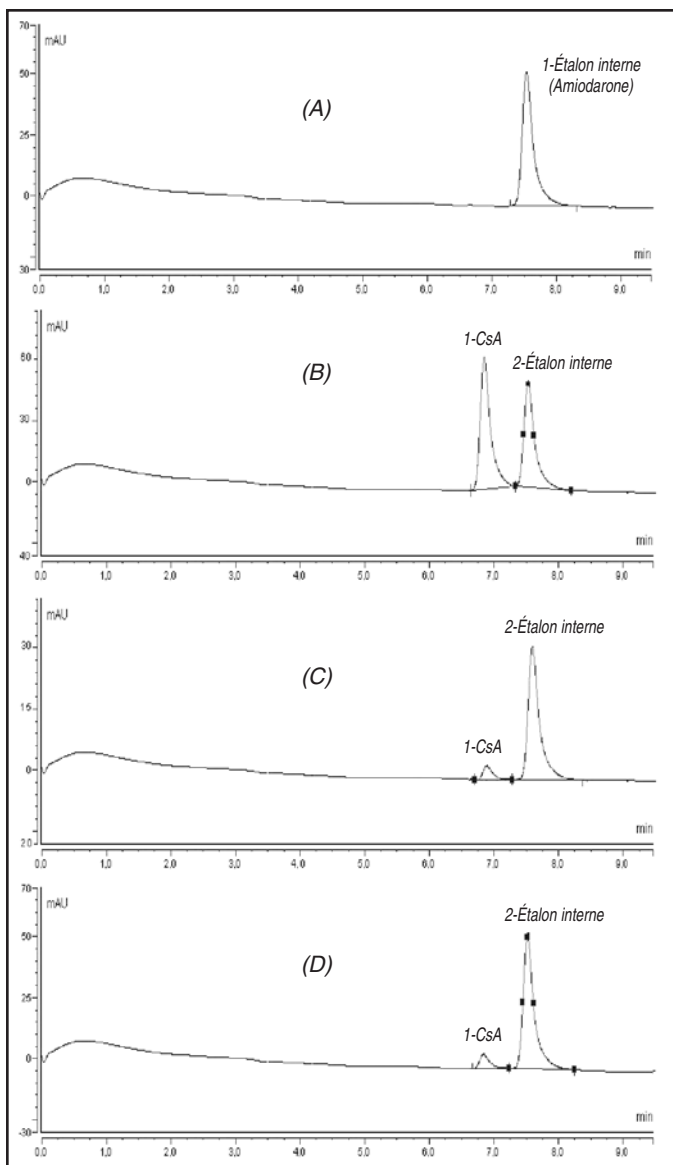 70
mAU
50
25
0
30
(A)
1-Étalon interne
(Amiodarone)
min
0,0 1,0 2,0 3,0 4,0 5,0 6,0 7,0 8,0 9,0
mAU
60
30
0
40
(B)
1-CsA
2-Étalon interne
min
0,0 1,0 2,0 3,0 4,0 5,0 6,0 7,0 8,0 9,0
mAU
30
15
0
20
(C)
1-CsA
2-Étalon interne
min
0,0 1,0 2,0 3,0 4,0 5,0 6,0 7,0 8,0 9,0
70
mAU
50
25
0
-30
(D)
1-CsA
2-Étalon interne
min
0,0 1,0 2,0 3,0 4,0 5,0 6,0 7,0 8,0 9,0